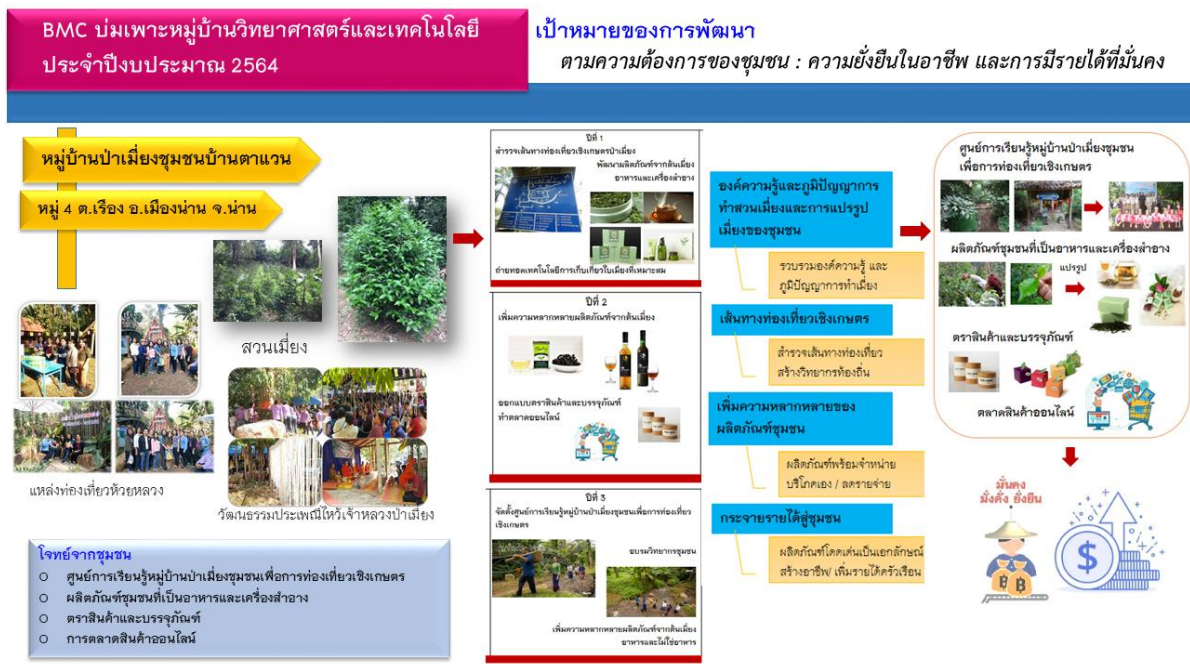 BMC บ่มเพาะหมู่บ้านวิทยาศาสตร์และเทคโนโลยี
ประจำปีงบประมาณ 2564
เป้าหมายของการพัฒนา
ตามความต้องการของชุมชน : ความยั่งยืนในอาชีพ และการมีรายได้ที่มั่นคง
หมู่บ้านป่าเมี่ยงชุมชนบ้านตาแวน
หมู่ 4 ต.เรือง อ.เมืองน่าน จ.น่าน
สวนเมี่ยง
แหล่งท่องเที่ยวห้วยหลวง
วัฒนธรรมประเพณีไหว้เจ้าหลวงป่าเมี่ยง
โจทย์จากชุมชน
ศูนย์การเรียนรู้หมู่บ้านป่าเมี่ยงชุมชนเพื่อการท่องเที่ยวเชิงเกษตร
ผลิตภัณฑ์ชุมชนที่เป็นอาหารและเครื่องสำอาง
ตราสินค้าและบรรจุภัณฑ์
การตลาดสินค้าออนไลน์
ปีที่ 1
สำรวจเส้นทางท่องเที่ยวเชิงเกษตรป่าเมี่ยง
พัฒนาผลิตภัณฑ์จากต้นเมี่ยง
อาหารและเครื่องสำอาง
ถ่ายทอดเทคโนโลยีการเก็บเกี่ยวใบเมี่ยงที่เหมาะสม
ปีที่ 2
เพิ่มความหลากหลายผลิตภัณฑ์จากต้นเมี่ยง
ออกแบบตราสินค้าและบรรจุภัณฑ์
ทำตลาดออนไลน์
ปีที่ 3
จัดตั้งศูนย์การเรียนรู้หมู่บ้านป่าเมี่ยงชุมชนเพื่อการท่องเที่ยว
เชิงเกษตร
อบรมวิทยากรชุมชน
เพิ่มความหลากหลายผลิตภัณฑ์จากต้นเมี่ยง
อาหารและไม่ใช่อาหาร
องค์ความรู้และภูมิปัญญาการ
ทำสวนเมี่ยงและการแปรรูป
เมี่ยงของชุมชน
รวบรวมองค์ความรู้ และ
ภูมิปัญญาการทำเมี่ยง
เส้นทางท่องเที่ยวเชิงเกษตร
สำรวจเส้นทางท่องเที่ยว
สร้างวิทยากรท้องถิ่น
เพิ่มความหลากหลายของ
ผลิตภัณฑ์ชุมชน
ผลิตภัณฑ์พร้อมจำหน่าย
บริโภคเอง / ลดรายจ่าย
กระจายรายได้สู่ชุมชน
ผลิตภัณฑ์โดดเด่นเป็นเอกลักษณ์
สร้างอาชีพ/ เพิ่มรายได้ครัวเรือน
ศูนย์การเรียนรู้หมู่บ้านป่าเมี่ยงชุมชน
เพื่อการท่องเที่ยวเชิงเกษตร
ผลิตภัณฑ์ชุมชนที่เป็นอาหารและเครื่องสำอาง
แปรรูป
ตราสินค้าและบรรจุภัณฑ์
ตลาดสินค้าออนไลน์
มั่นคง
มั่งคั่ง ยั่งยืน